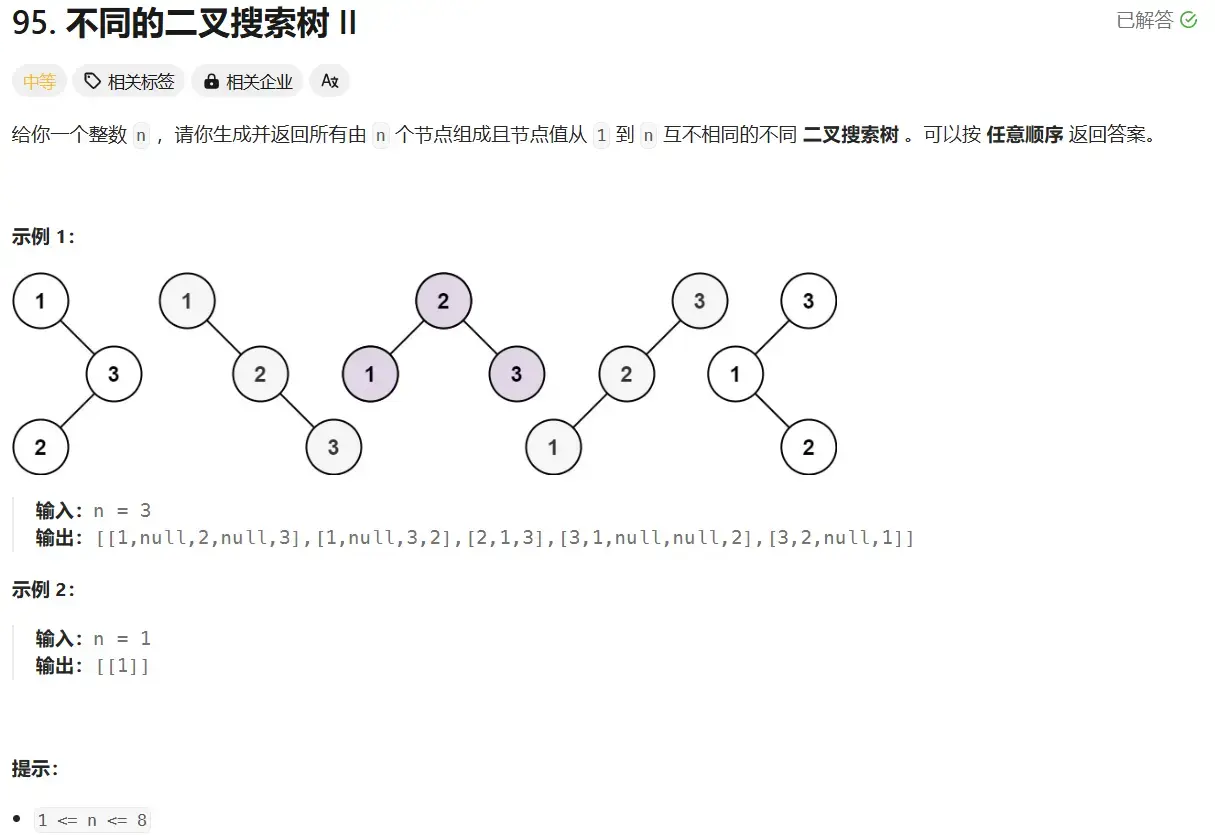 95. 不同的二叉搜索树 II
已解答
中等 相关标签 相关企业 Aあ
给你一个整数 n ，请你生成并返回所有由 n 个节点组成且节点值从 1 到 n 互不相同的不同 二叉搜索树 。可以按 任意顺序 返回答案。
示例 1：
1 1 2 3 3
3 2 1 3 2 1
2 3 1 2
输入：n = 3
输出：[[1,null,2,null,3],[1,null,3,2],[2,1,3],[3,1,null,null,2],[3,2,null,1]]
示例 2：
输入：n = 1
输出：[[1]]
提示：
• 1 <= n <= 8